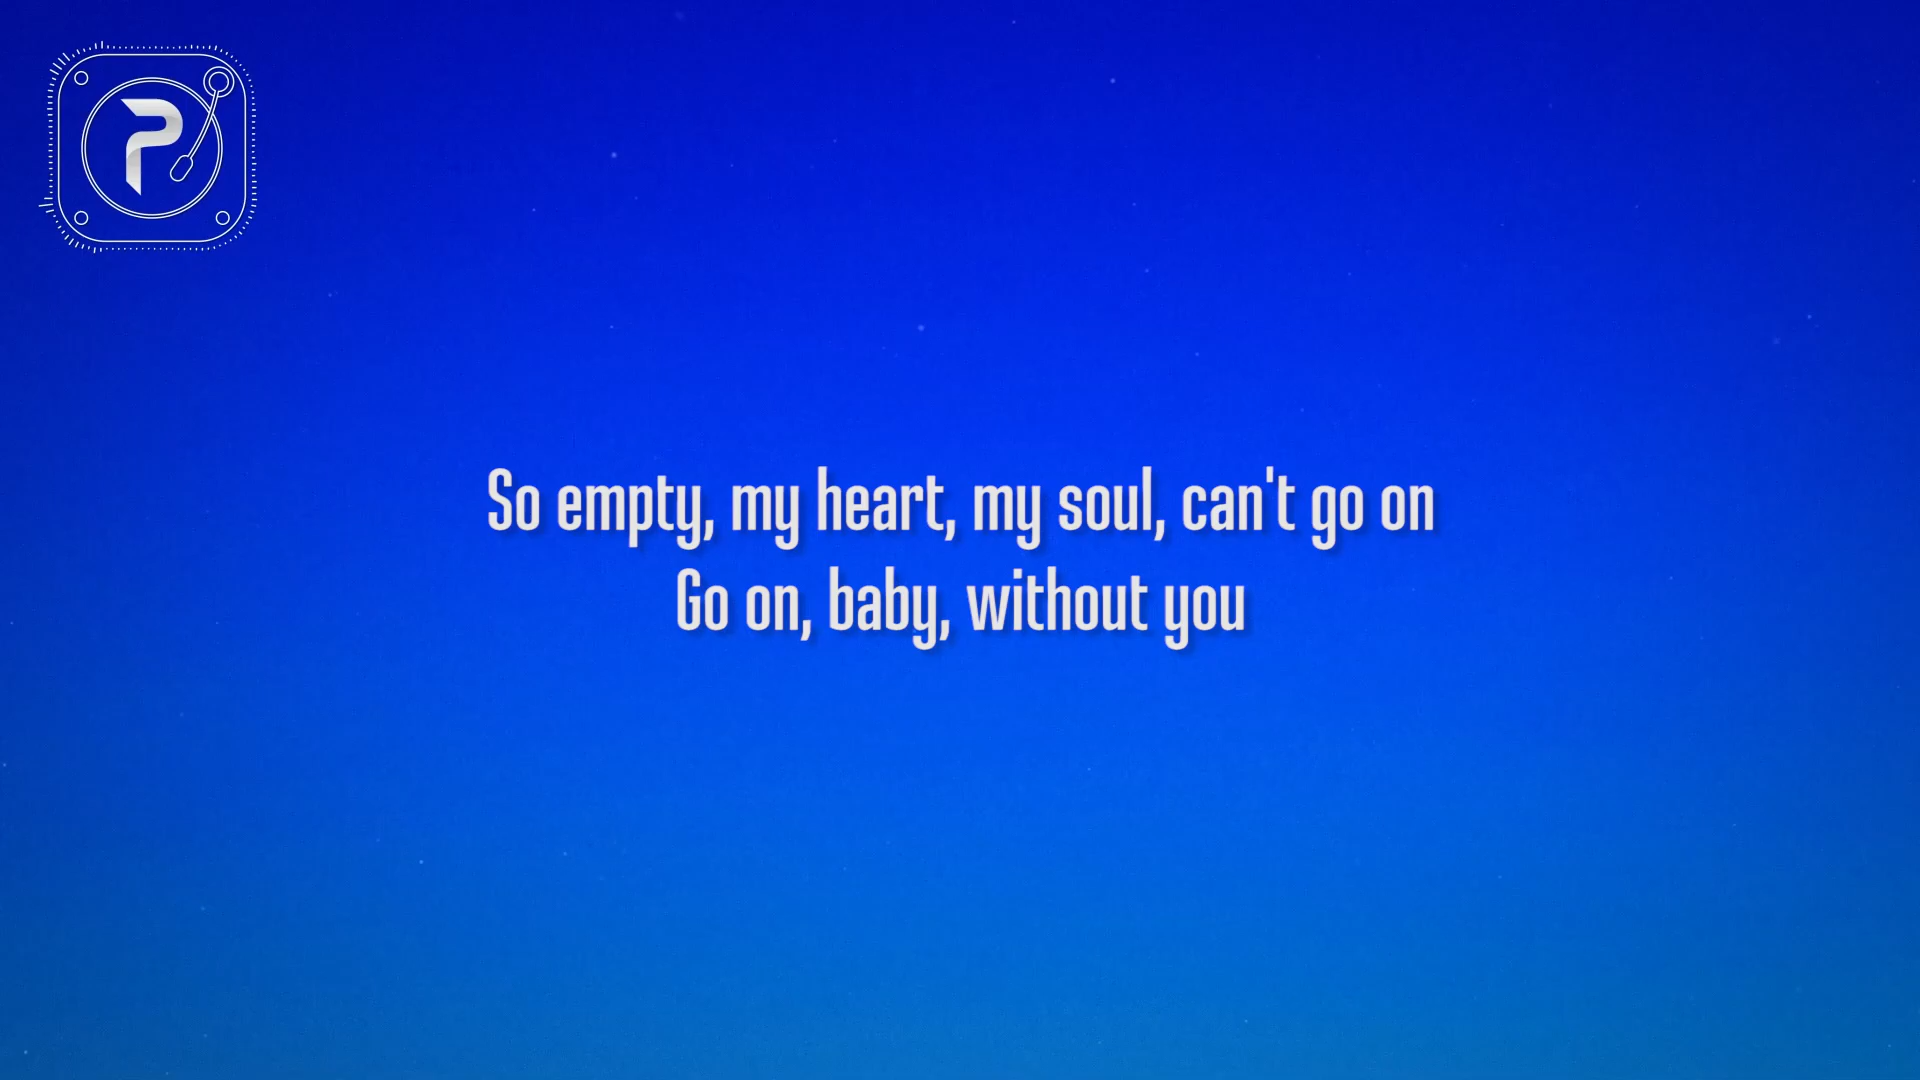 P
So empty, my heart, my soul, can't go on
Go on, baby, without you